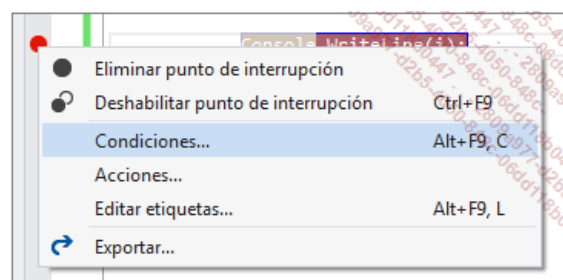 Console.WriteLine(i);
Eliminar punto de interrupción
Deshabilitar punto de interrupción Ctrl+F9
Condiciones... Alt+F9, C
Acciones...
Editar etiquetas... Alt+F9, L
Exportar...